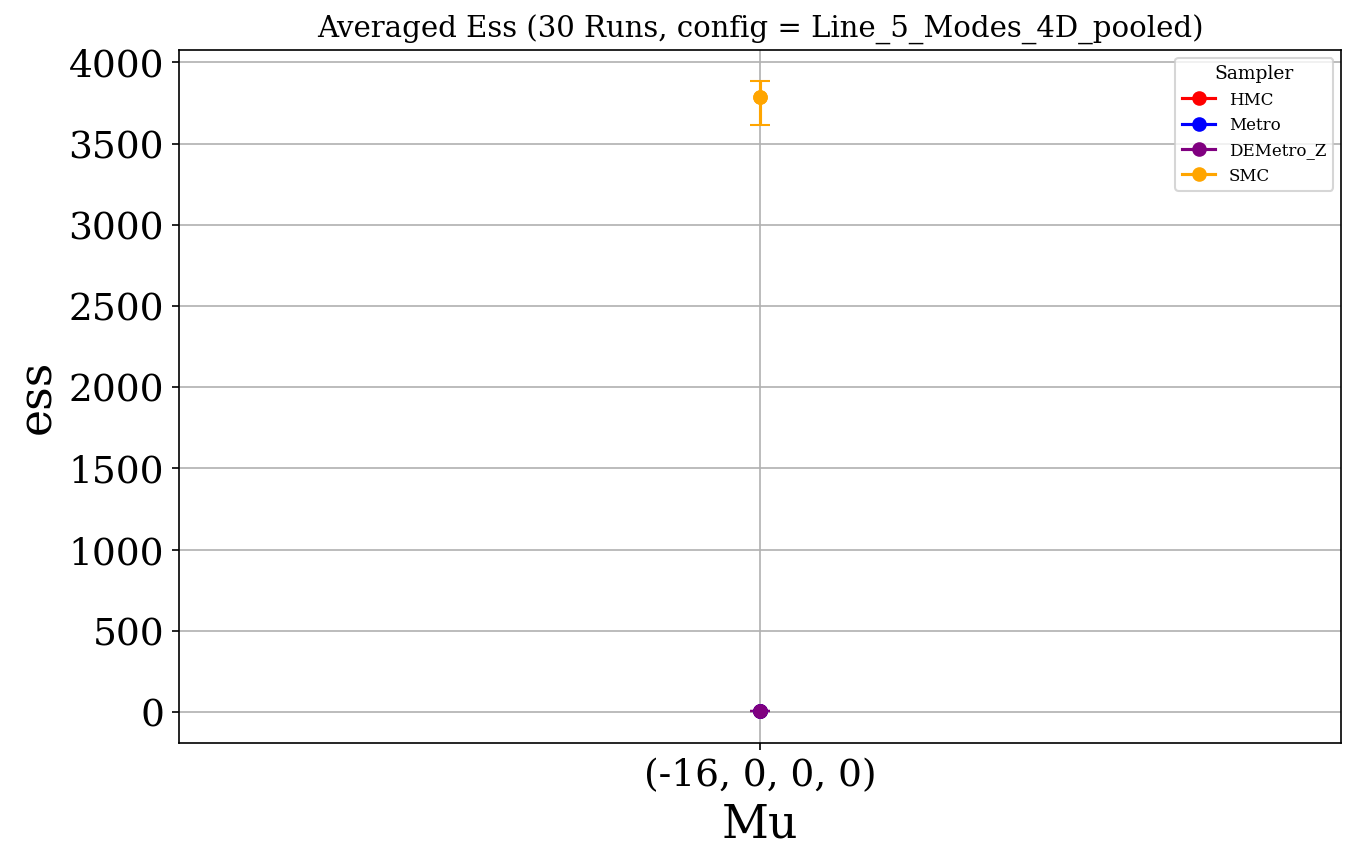 Averaged Ess (30 Runs, config = Line_5_Modes_4D_pooled)
4000
3500
3000
2500
2000
1500
1000
500
0
ess
Sampler
HMC
Metro
DEMetro_Z
SMC
(-16, 0, 0, 0)
Mu